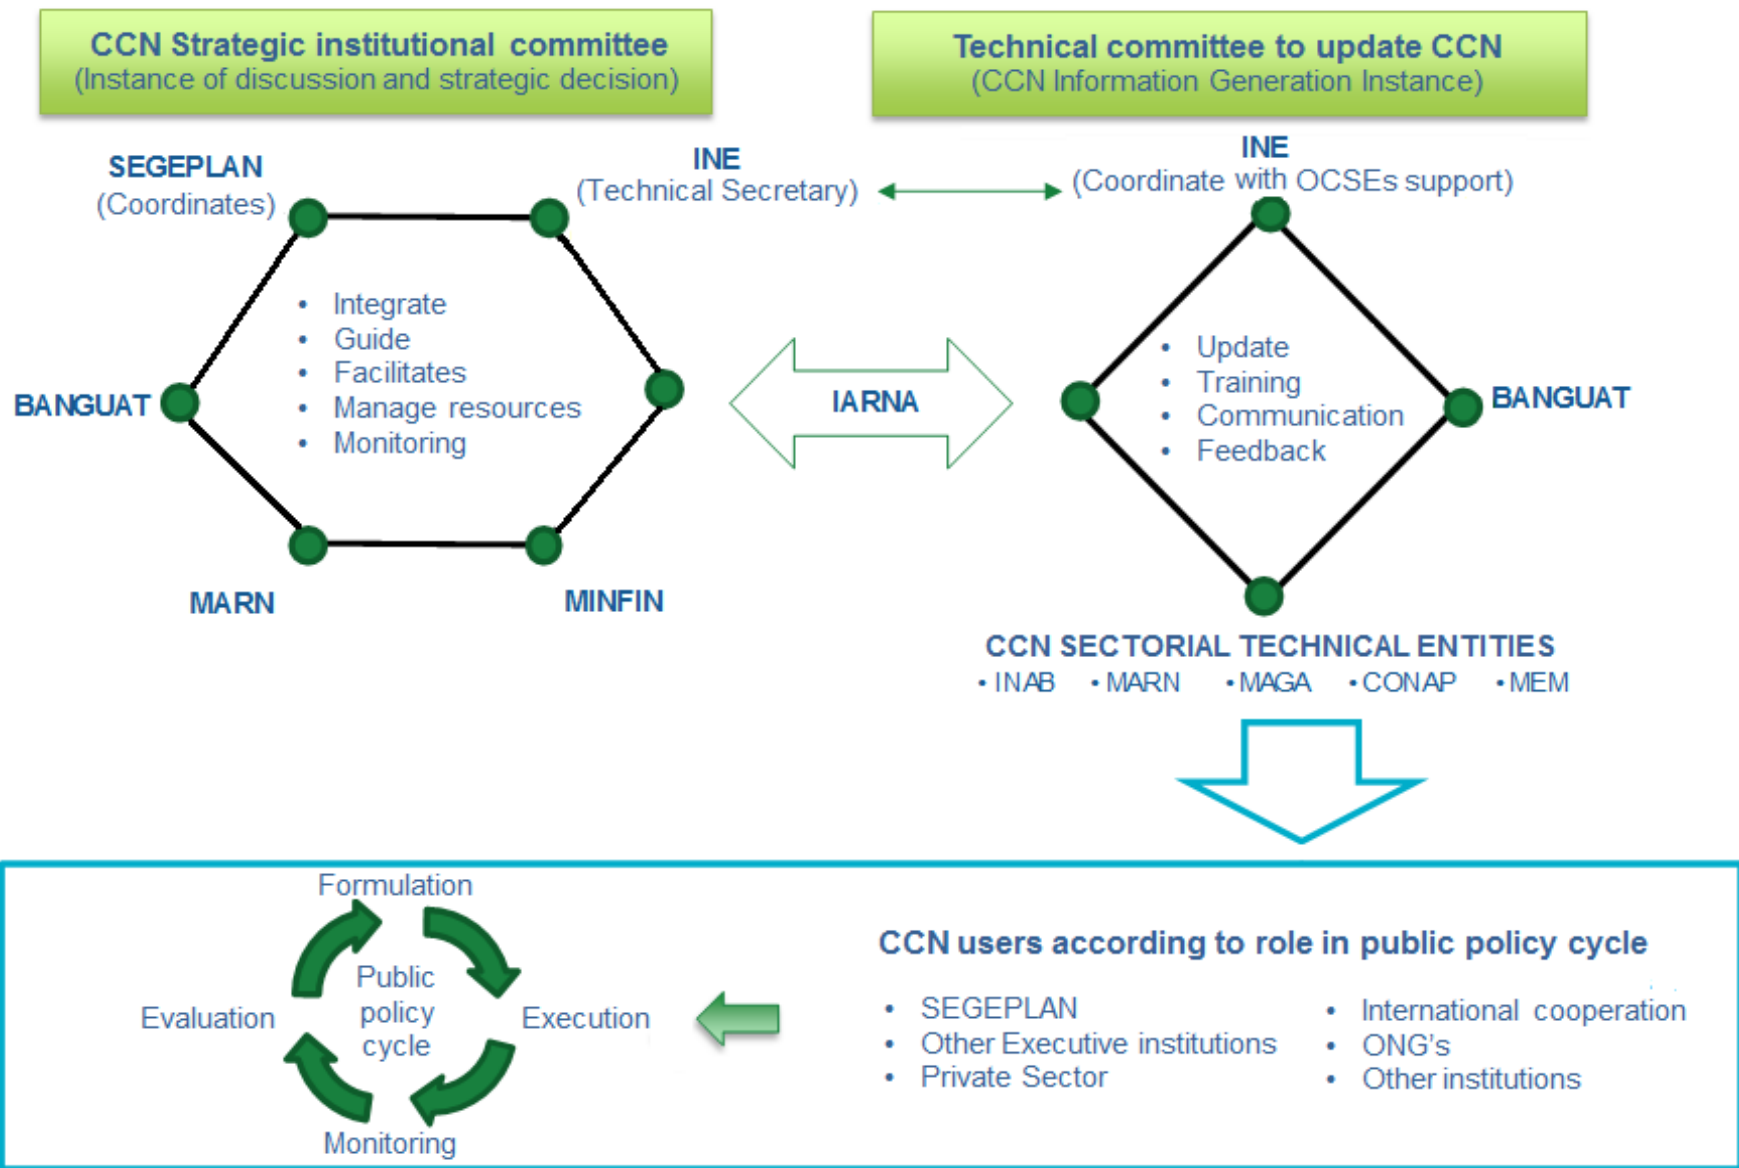 CCN Strategic institutional committee
(Instance of discussion and strategic decision)
Technical committee to update CCN
(CCN Information Generation Instance)
SEGEPLAN
(Coordinates)
INE
(Technical Secretary)
INE
(Coordinate with OCSEs support)
• Integrate
• Guide
• Facilitates
• Manage resources
• Monitoring
BANGUAT
MARN
MINFIN
IARNA
• Update
• Training
• Communication
• Feedback
BANGUAT
CCN SECTORIAL TECHNICAL ENTITIES
• INAB • MARN • MAGA • CONAP • MEM
Formulation
Public
policy
cycle
Evaluation
Execution
Monitoring
CCN users according to role in public policy cycle
• SEGEPLAN
• Other Executive institutions
• Private Sector
• International cooperation
• ONG's
• Other institutions